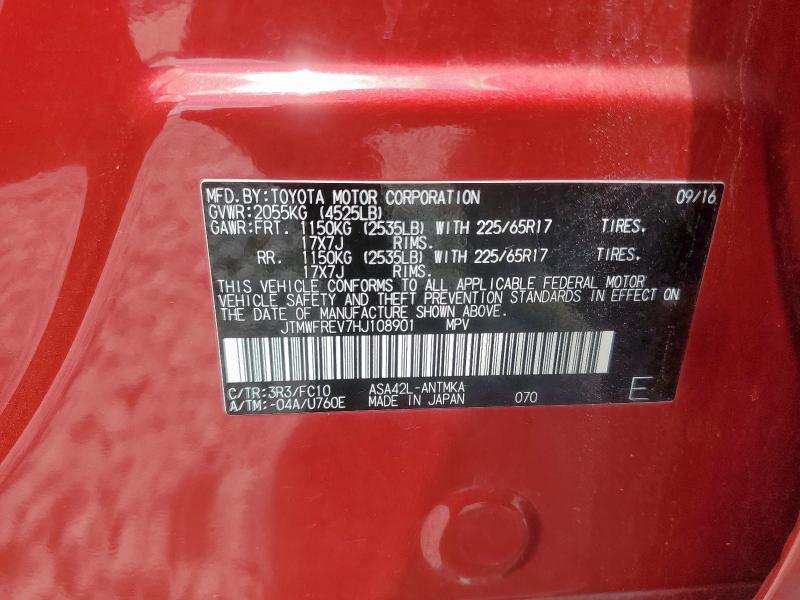 MFD.BY:TOYOTA MOTOR CORPORATION 09/16
GVWR:2055KG (4525LB)
GAWR:FRT. 1150KG (2535LB) WITH 225/65R17 TIRES.
17X7J RIMS.
RR. 1150KG (2535LB) WITH 225/65R17 TIRES.
17X7J RIMS.
THIS VEHICLE CONFORMS TO ALL APPLICABLE FEDERAL MOTOR
VEHICLE SAFETY AND THEFT PREVENTION STANDARDS IN EFFECT ON
THE DATE OF MANUFACTURE SHOWN ABOVE.
JTMWFREV7HJ108901 MPV
C/TR:3R3/FC10 ASA42L-ANTMKA
A/TM:-04A/U760E MADE IN JAPAN 070 E